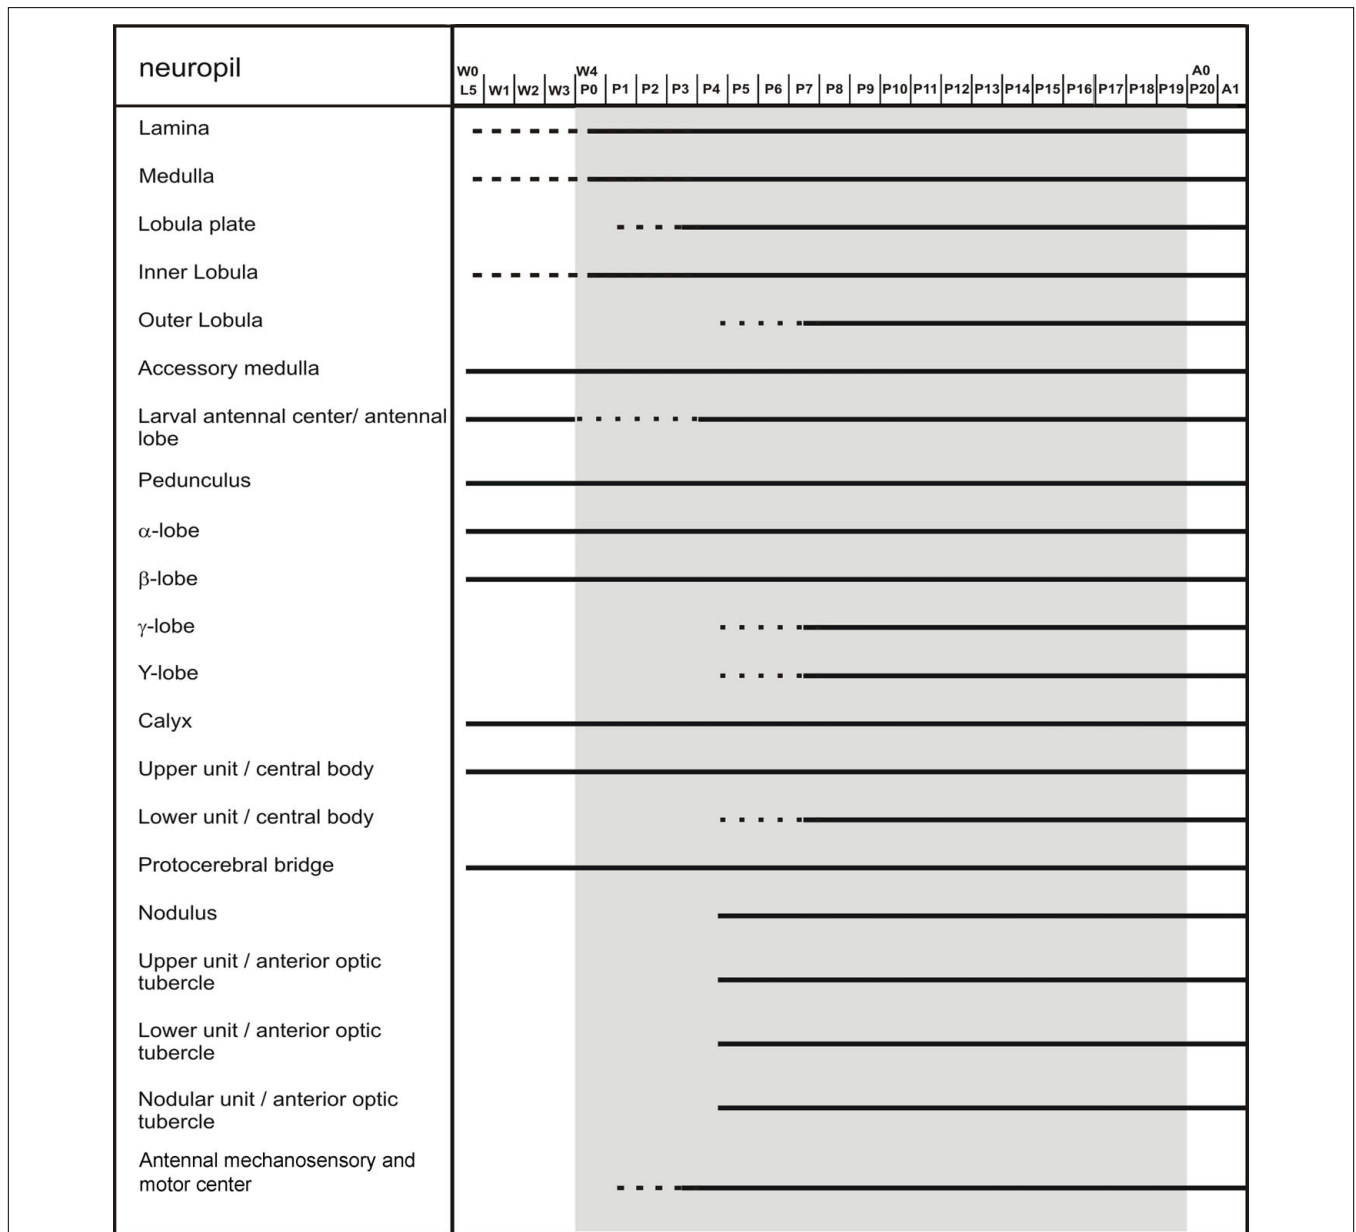 neuropil
W0 W4 A0
L5 W1 W2 W3 P0 P1 P2 P3 P4 P5 P6 P7 P8 P9 P10 P11 P12 P13 P14 P15 P16 P17 P18 P19 P20 A1
Lamina
Medulla
Lobula plate
Inner Lobula
Outer Lobula
Accessory medulla
Larval antennal center/ antennal
lobe
Pedunculus
α-lobe
β-lobe
γ-lobe
Y-lobe
Calyx
Upper unit / central body
Lower unit / central body
Protocerebral bridge
Nodulus
Upper unit / anterior optic
tubercle
Lower unit / anterior optic
tubercle
Nodular unit / anterior optic
tubercle
Antennal mechanosensory and
motor center